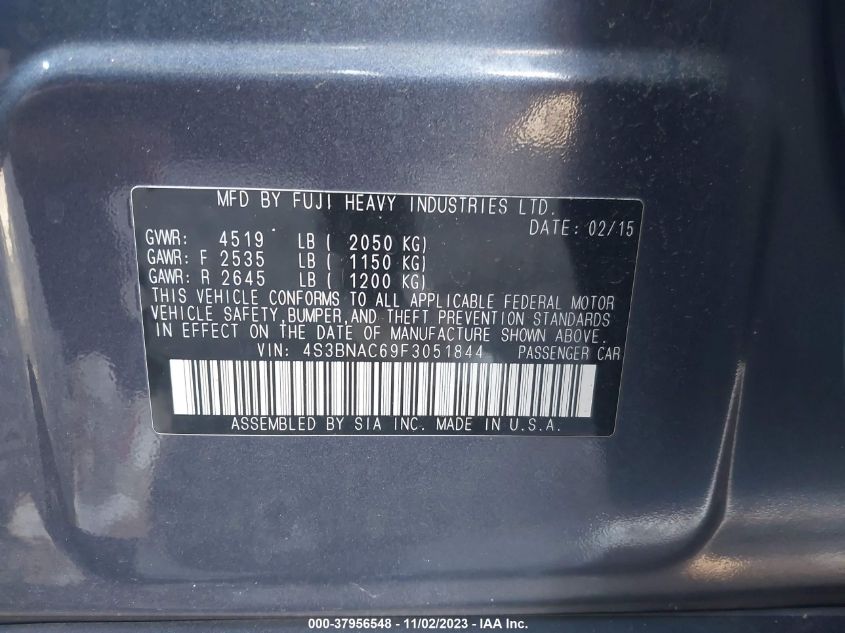 MFD BY FUJI HEAVY INDUSTRIES LTD.
DATE: 02/15
GVWR: 4519 LB ( 2050 KG)
GAWR: F 2535 LB ( 1150 KG)
GAWR: R 2645 LB ( 1200 KG)
THIS VEHICLE CONFORMS TO ALL APPLICABLE FEDERAL MOTOR
VEHICLE SAFETY,BUMPER,AND THEFT PREVENTION STANDARDS
IN EFFECT ON THE DATE OF MANUFACTURE SHOWN ABOVE.
VIN: 4S3BNAC69F3051844 PASSENGER CAR
ASSEMBLED BY SIA INC. MADE IN U.S.A.
000-37956548 - 11/02/2023 - IAA Inc.